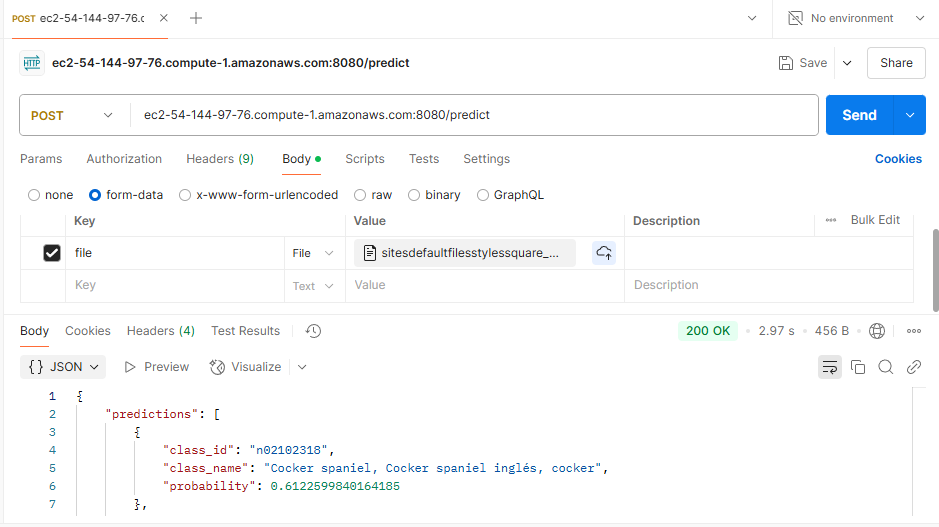 POST ec2-54-144-97-76.c
No environment
HTTP ec2-54-144-97-76.compute-1.amazonaws.com:8080/predict
Save
Share
POST
ec2-54-144-97-76.compute-1.amazonaws.com:8080/predict
Send
Params Authorization Headers (9) Body Scripts Tests Settings Cookies
none form-data x-www-form-urlencoded raw binary GraphQL
Key Value Description Bulk Edit
file File sitesdefaultfilesstylessquare_...
Key Text Value Description
Body Cookies Headers (4) Test Results 200 OK 2.97 s 456 B
{} JSON Preview Visualize
1 {
2 "predictions": [
3 {
4 "class_id": "n02102318",
5 "class_name": "Cocker spaniel, Cocker spaniel inglés, cocker",
6 "probability": 0.6122599840164185
7 },